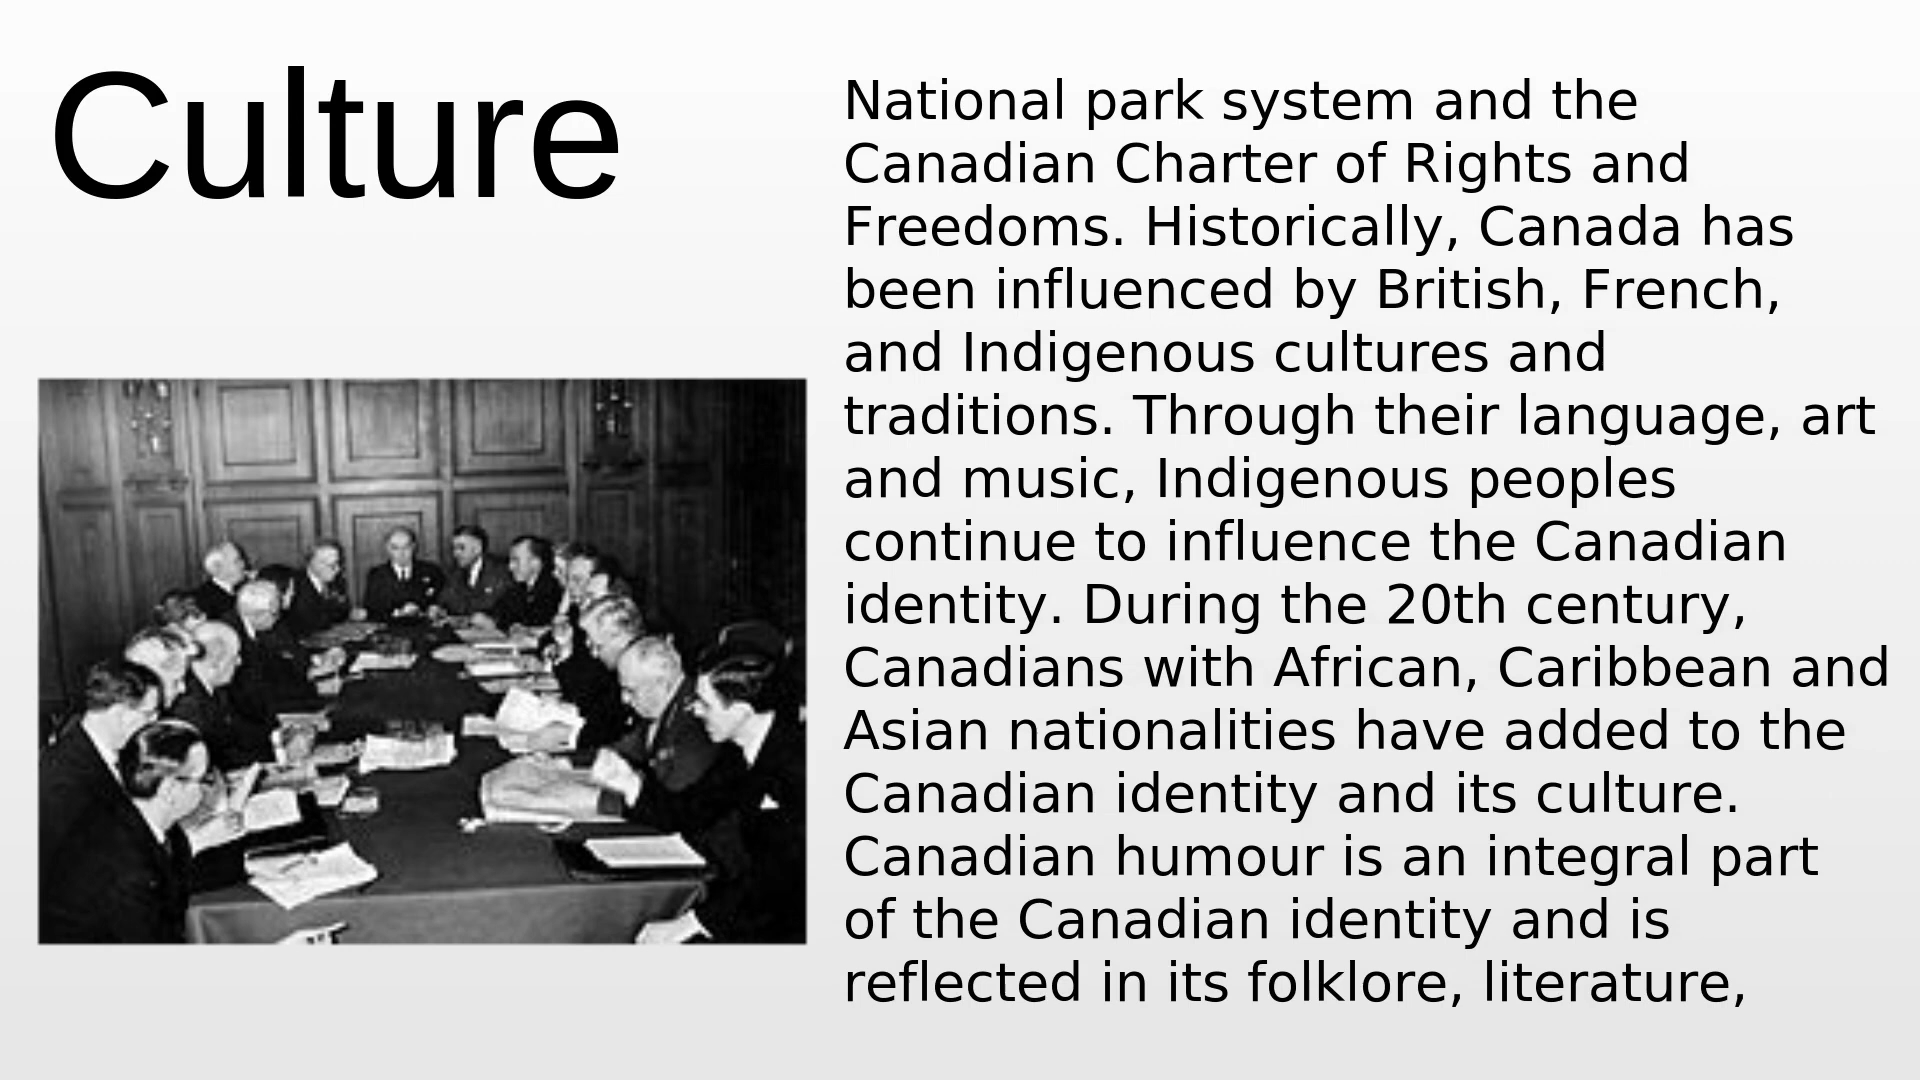 Culture
National park system and the
Canadian Charter of Rights and
Freedoms. Historically, Canada has
been influenced by British, French,
and Indigenous cultures and
traditions. Through their language, art
and music, Indigenous peoples
continue to influence the Canadian
identity. During the 20th century,
Canadians with African, Caribbean and
Asian nationalities have added to the
Canadian identity and its culture.
Canadian humour is an integral part
of the Canadian identity and is
reflected in its folklore, literature,